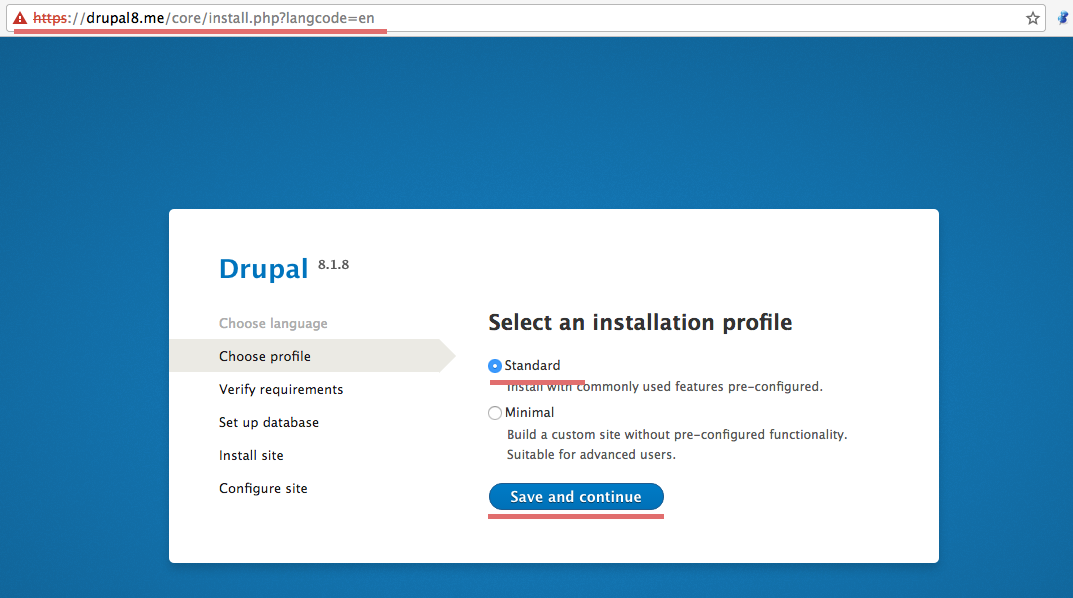 https://drupal8.me/core/install.php?langcode=en
Drupal 8.1.8
Choose language
Choose profile
Verify requirements
Set up database
Install site
Configure site
Select an installation profile
Standard
Install with commonly used features pre-configured.
Minimal
Build a custom site without pre-configured functionality.
Suitable for advanced users.
Save and continue